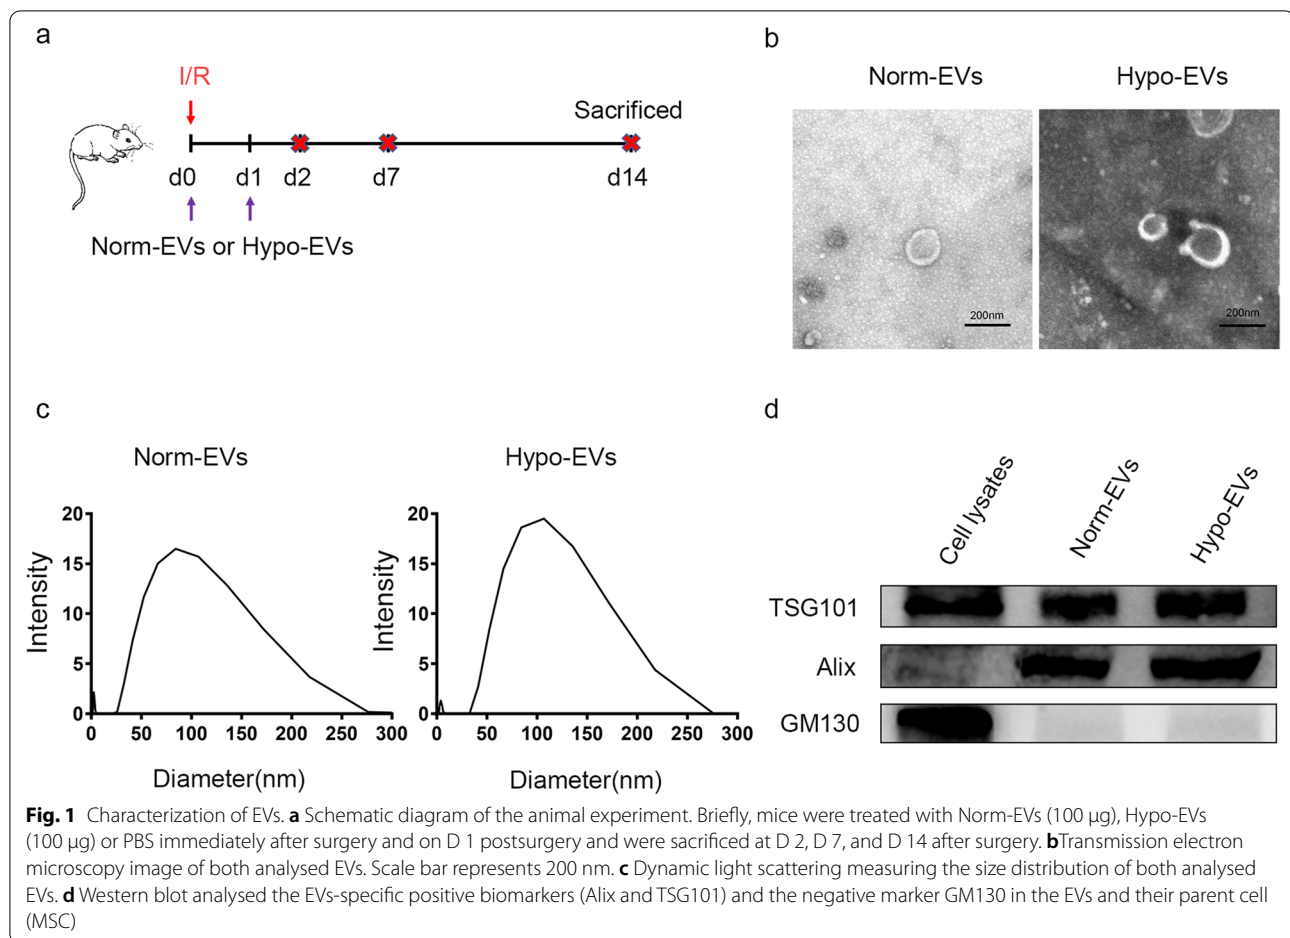 a
I/R
Sacrificed
d0 d1 d2 d7 d14
Norm-EVs or Hypo-EVs
b
Norm-EVs Hypo-EVs
200nm 200nm
c
Norm-EVs
Intensity
20
15
10
5
0
0 50 100 150 200 250 300
Diameter(nm)
Hypo-EVs
Intensity
20
15
10
5
0
0 50 100 150 200 250 300
Diameter(nm)
d
Cell lysates Norm-EVs Hypo-EVs
TSG101
Alix
GM130
Fig. 1 Characterization of EVs. a Schematic diagram of the animal experiment. Briefly, mice were treated with Norm-EVs (100 μg), Hypo-EVs
(100 μg) or PBS immediately after surgery and on D 1 postsurgery and were sacrificed at D 2, D 7, and D 14 after surgery. bTransmission electron
microscopy image of both analysed EVs. Scale bar represents 200 nm. c Dynamic light scattering measuring the size distribution of both analysed
EVs. d Western blot analysed the EVs-specific positive biomarkers (Alix and TSG101) and the negative marker GM130 in the EVs and their parent cell
(MSC)